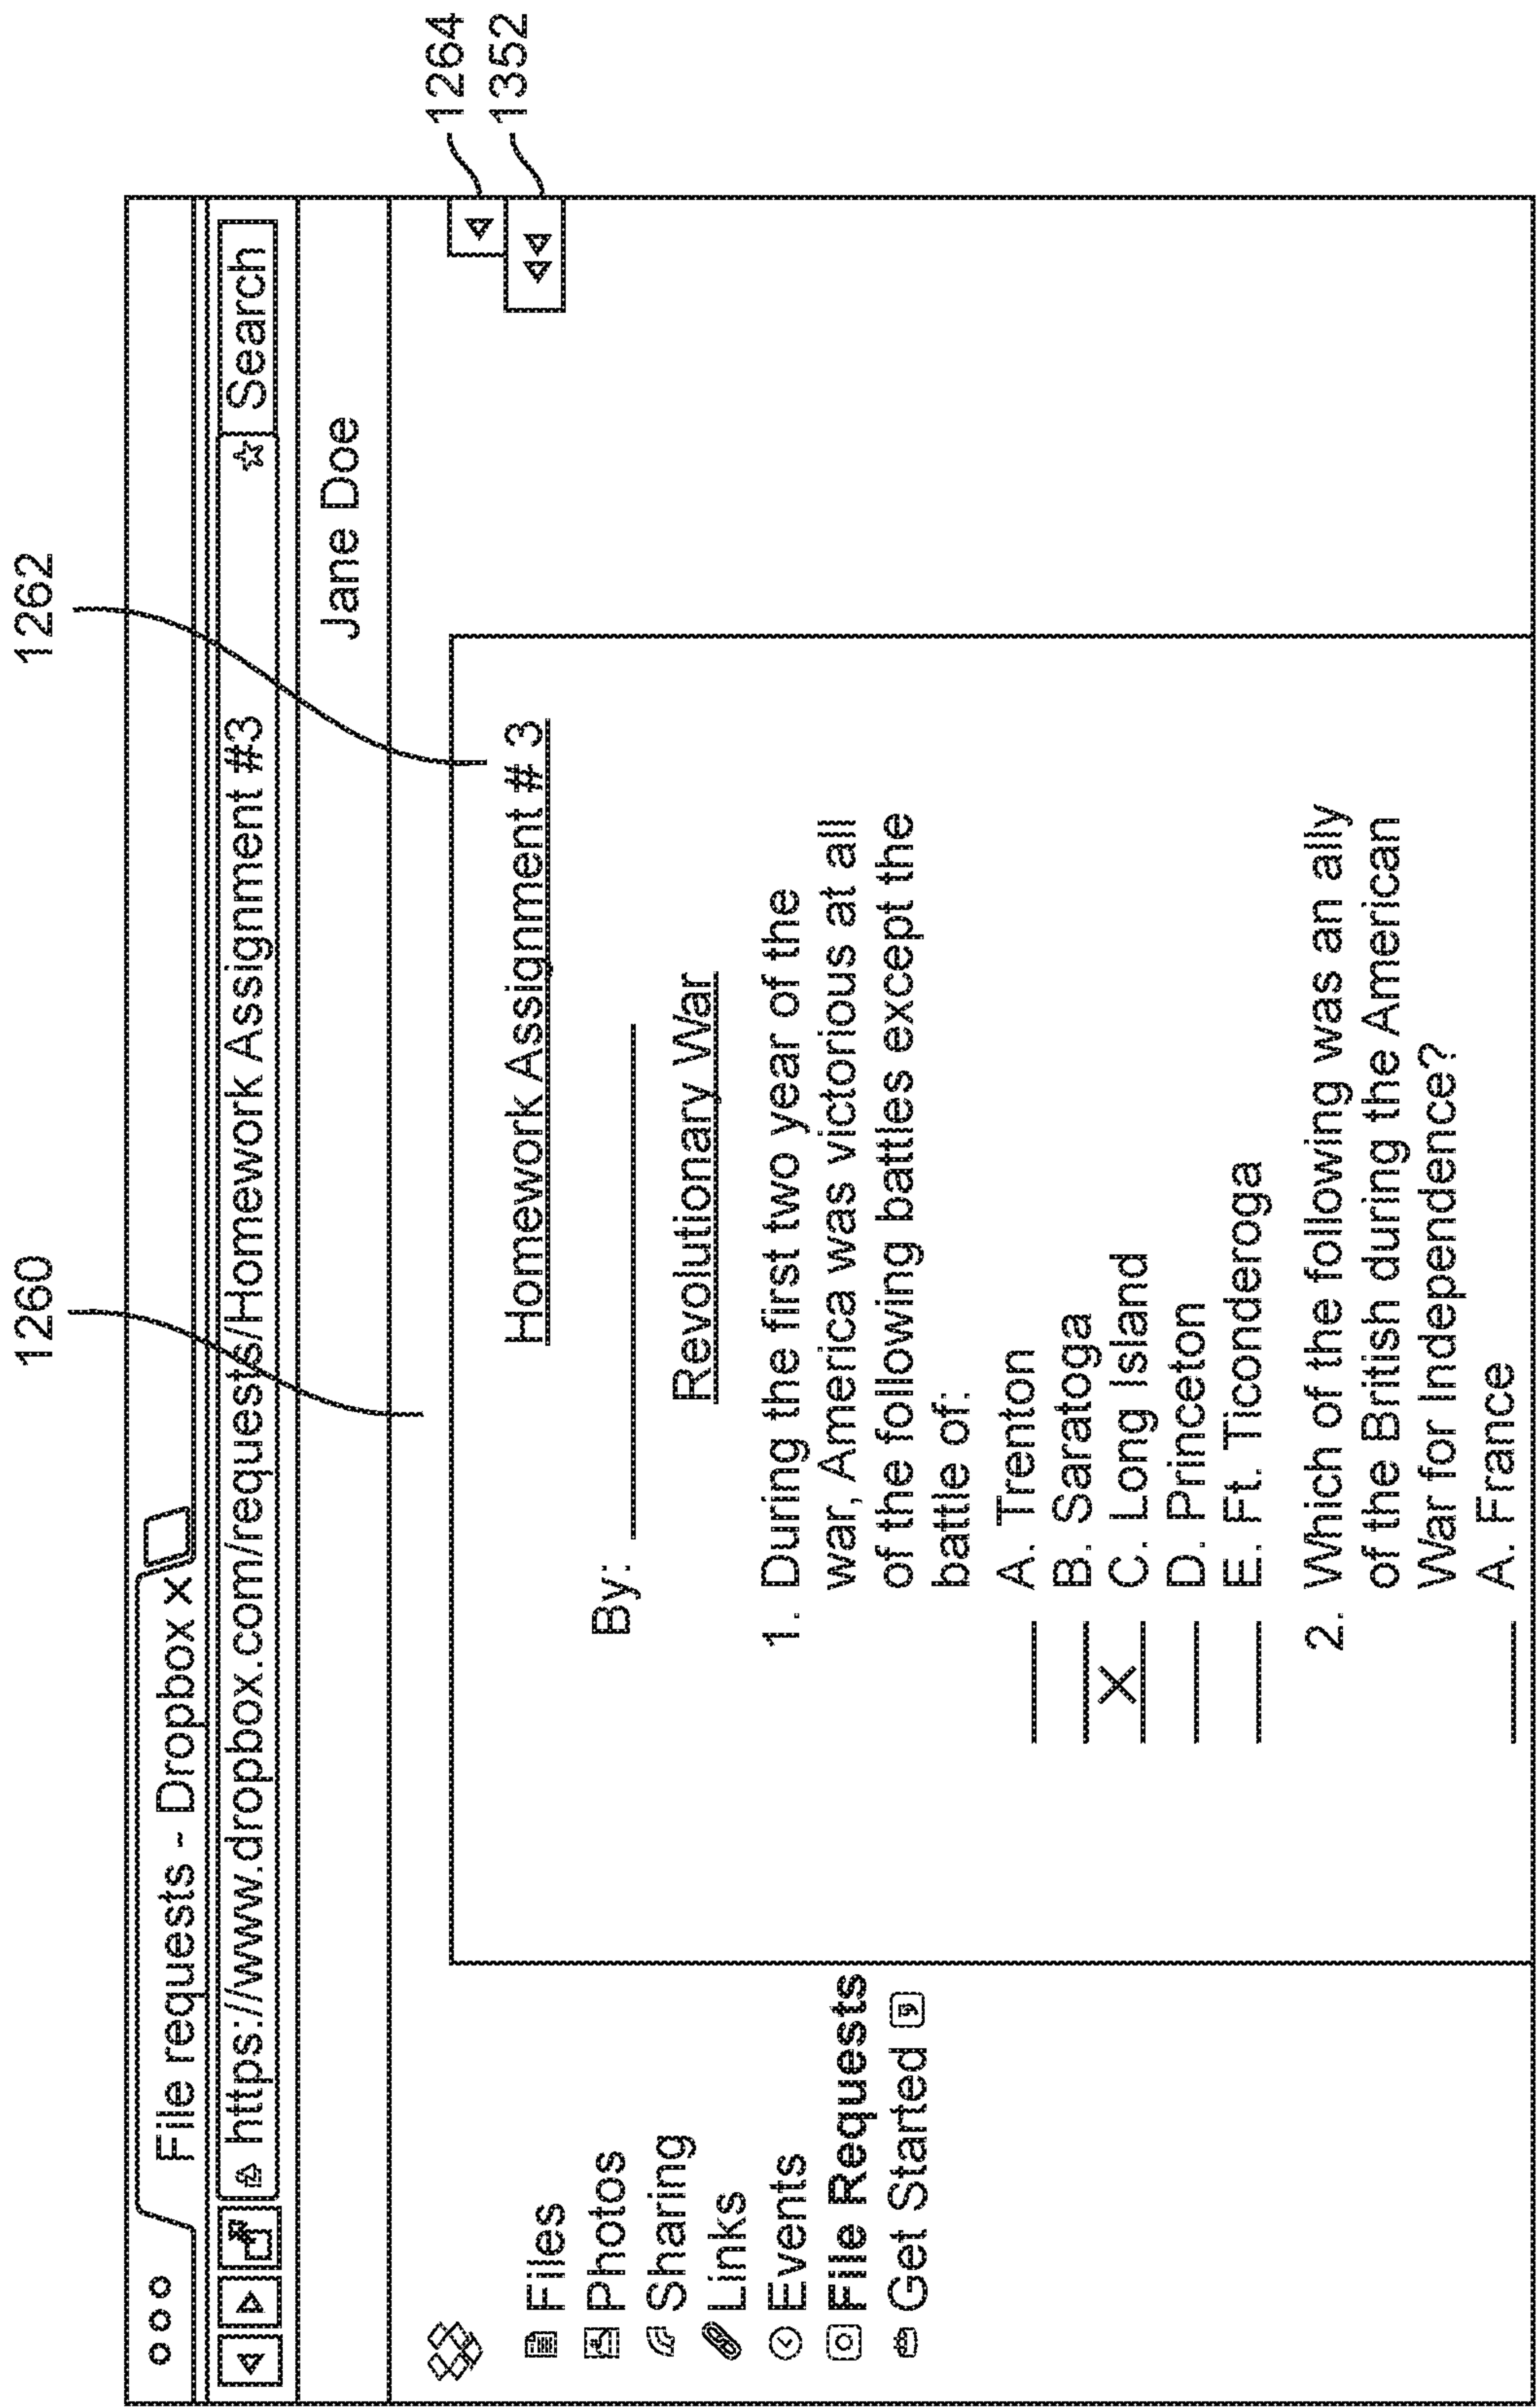 1260
1262
File requests - Dropbox x
https://www.dropbox.com/requests/Homework Assignment #3
Search
Jane Doe
1264
1352
Files
Photos
Sharing
Links
Events
File Requests
Get Started
Homework Assignment # 3
By:
Revolutionary War
1. During the first two year of the
war, America was victorious at all
of the following battles except the
battle of:
A. Trenton
B. Saratoga
X C. Long Island
D. Princeton
E. Ft. Ticonderoga
2. Which of the following was an ally
of the British during the American
War for Independence?
A. France